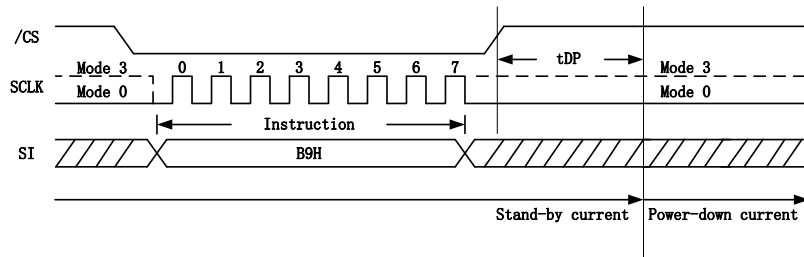 /CS
0 1 2 3 4 5 6 7
tDP
Mode 3
Mode 3
SCLK
Mode 0
Mode 0
Instruction
SI
B9H
Stand-by current
Power-down current